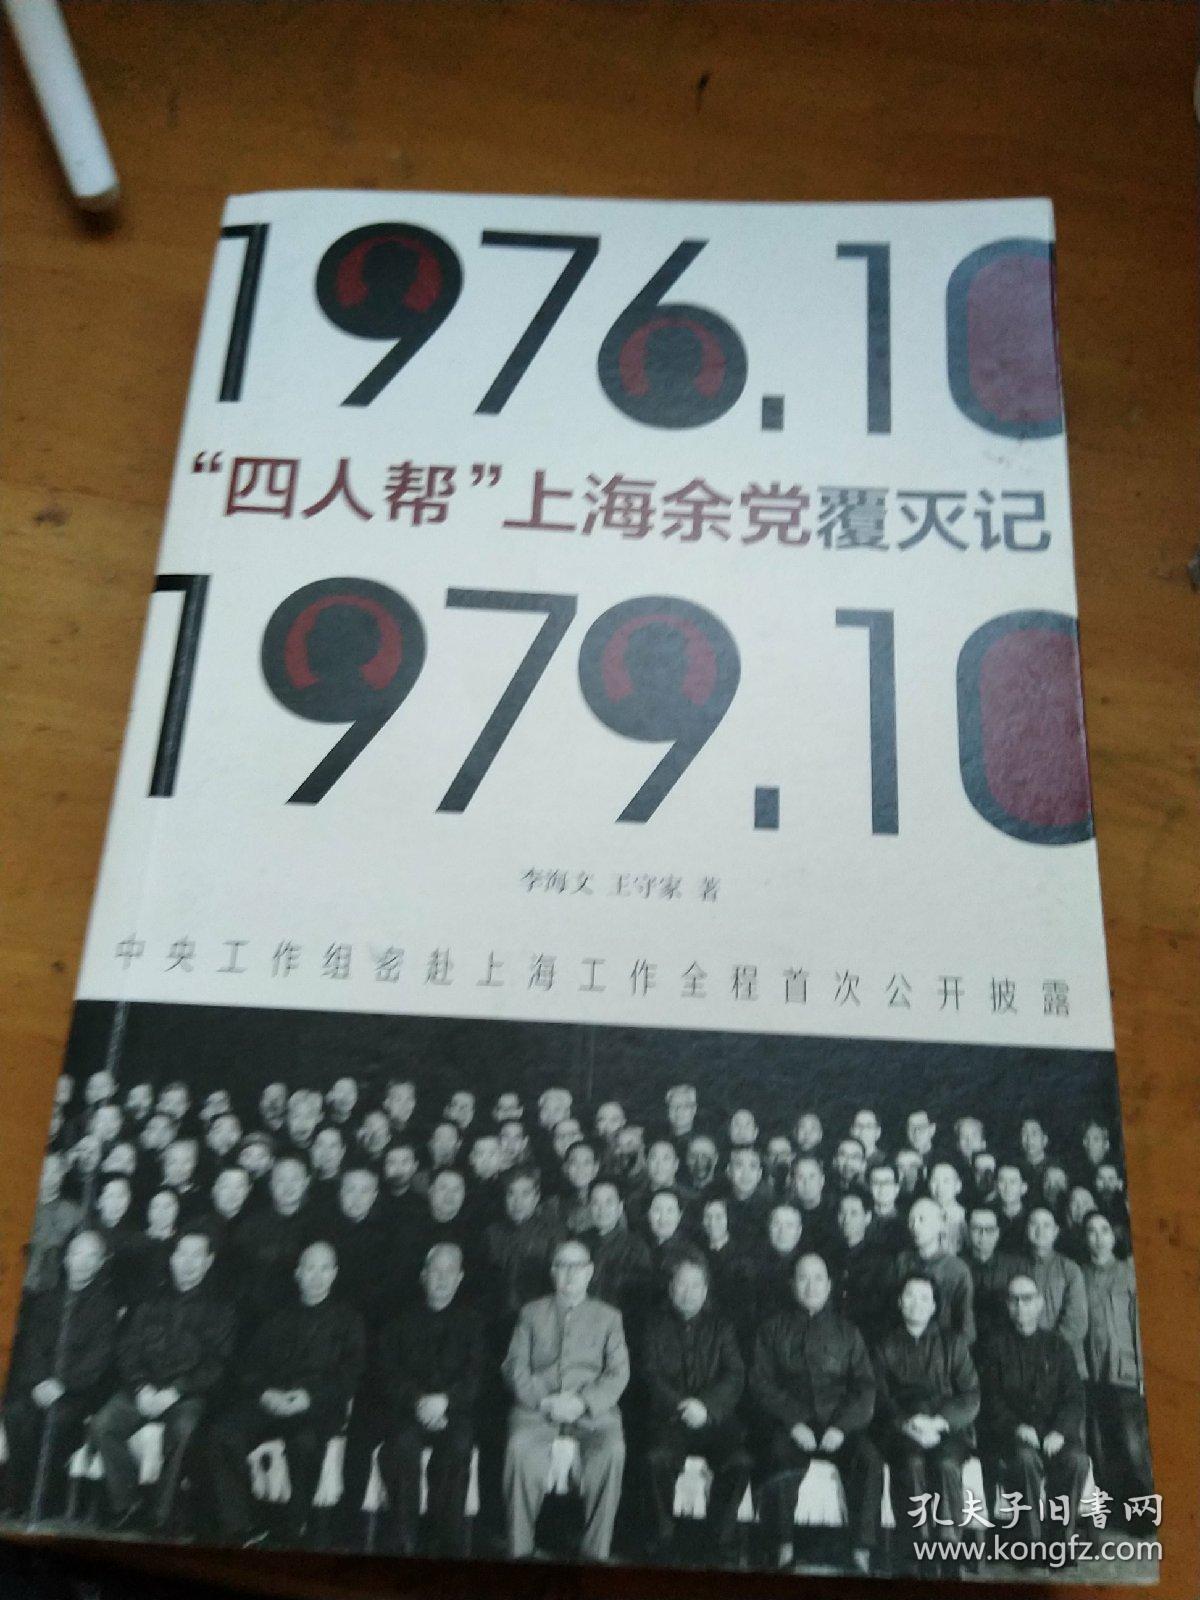 1976.10
“四人帮”上海余党覆灭记
1979.10
李海文 王守家 著
中央工作组密赴上海工作全程首次公开披露
孔夫子旧书网
www.kongfz.com